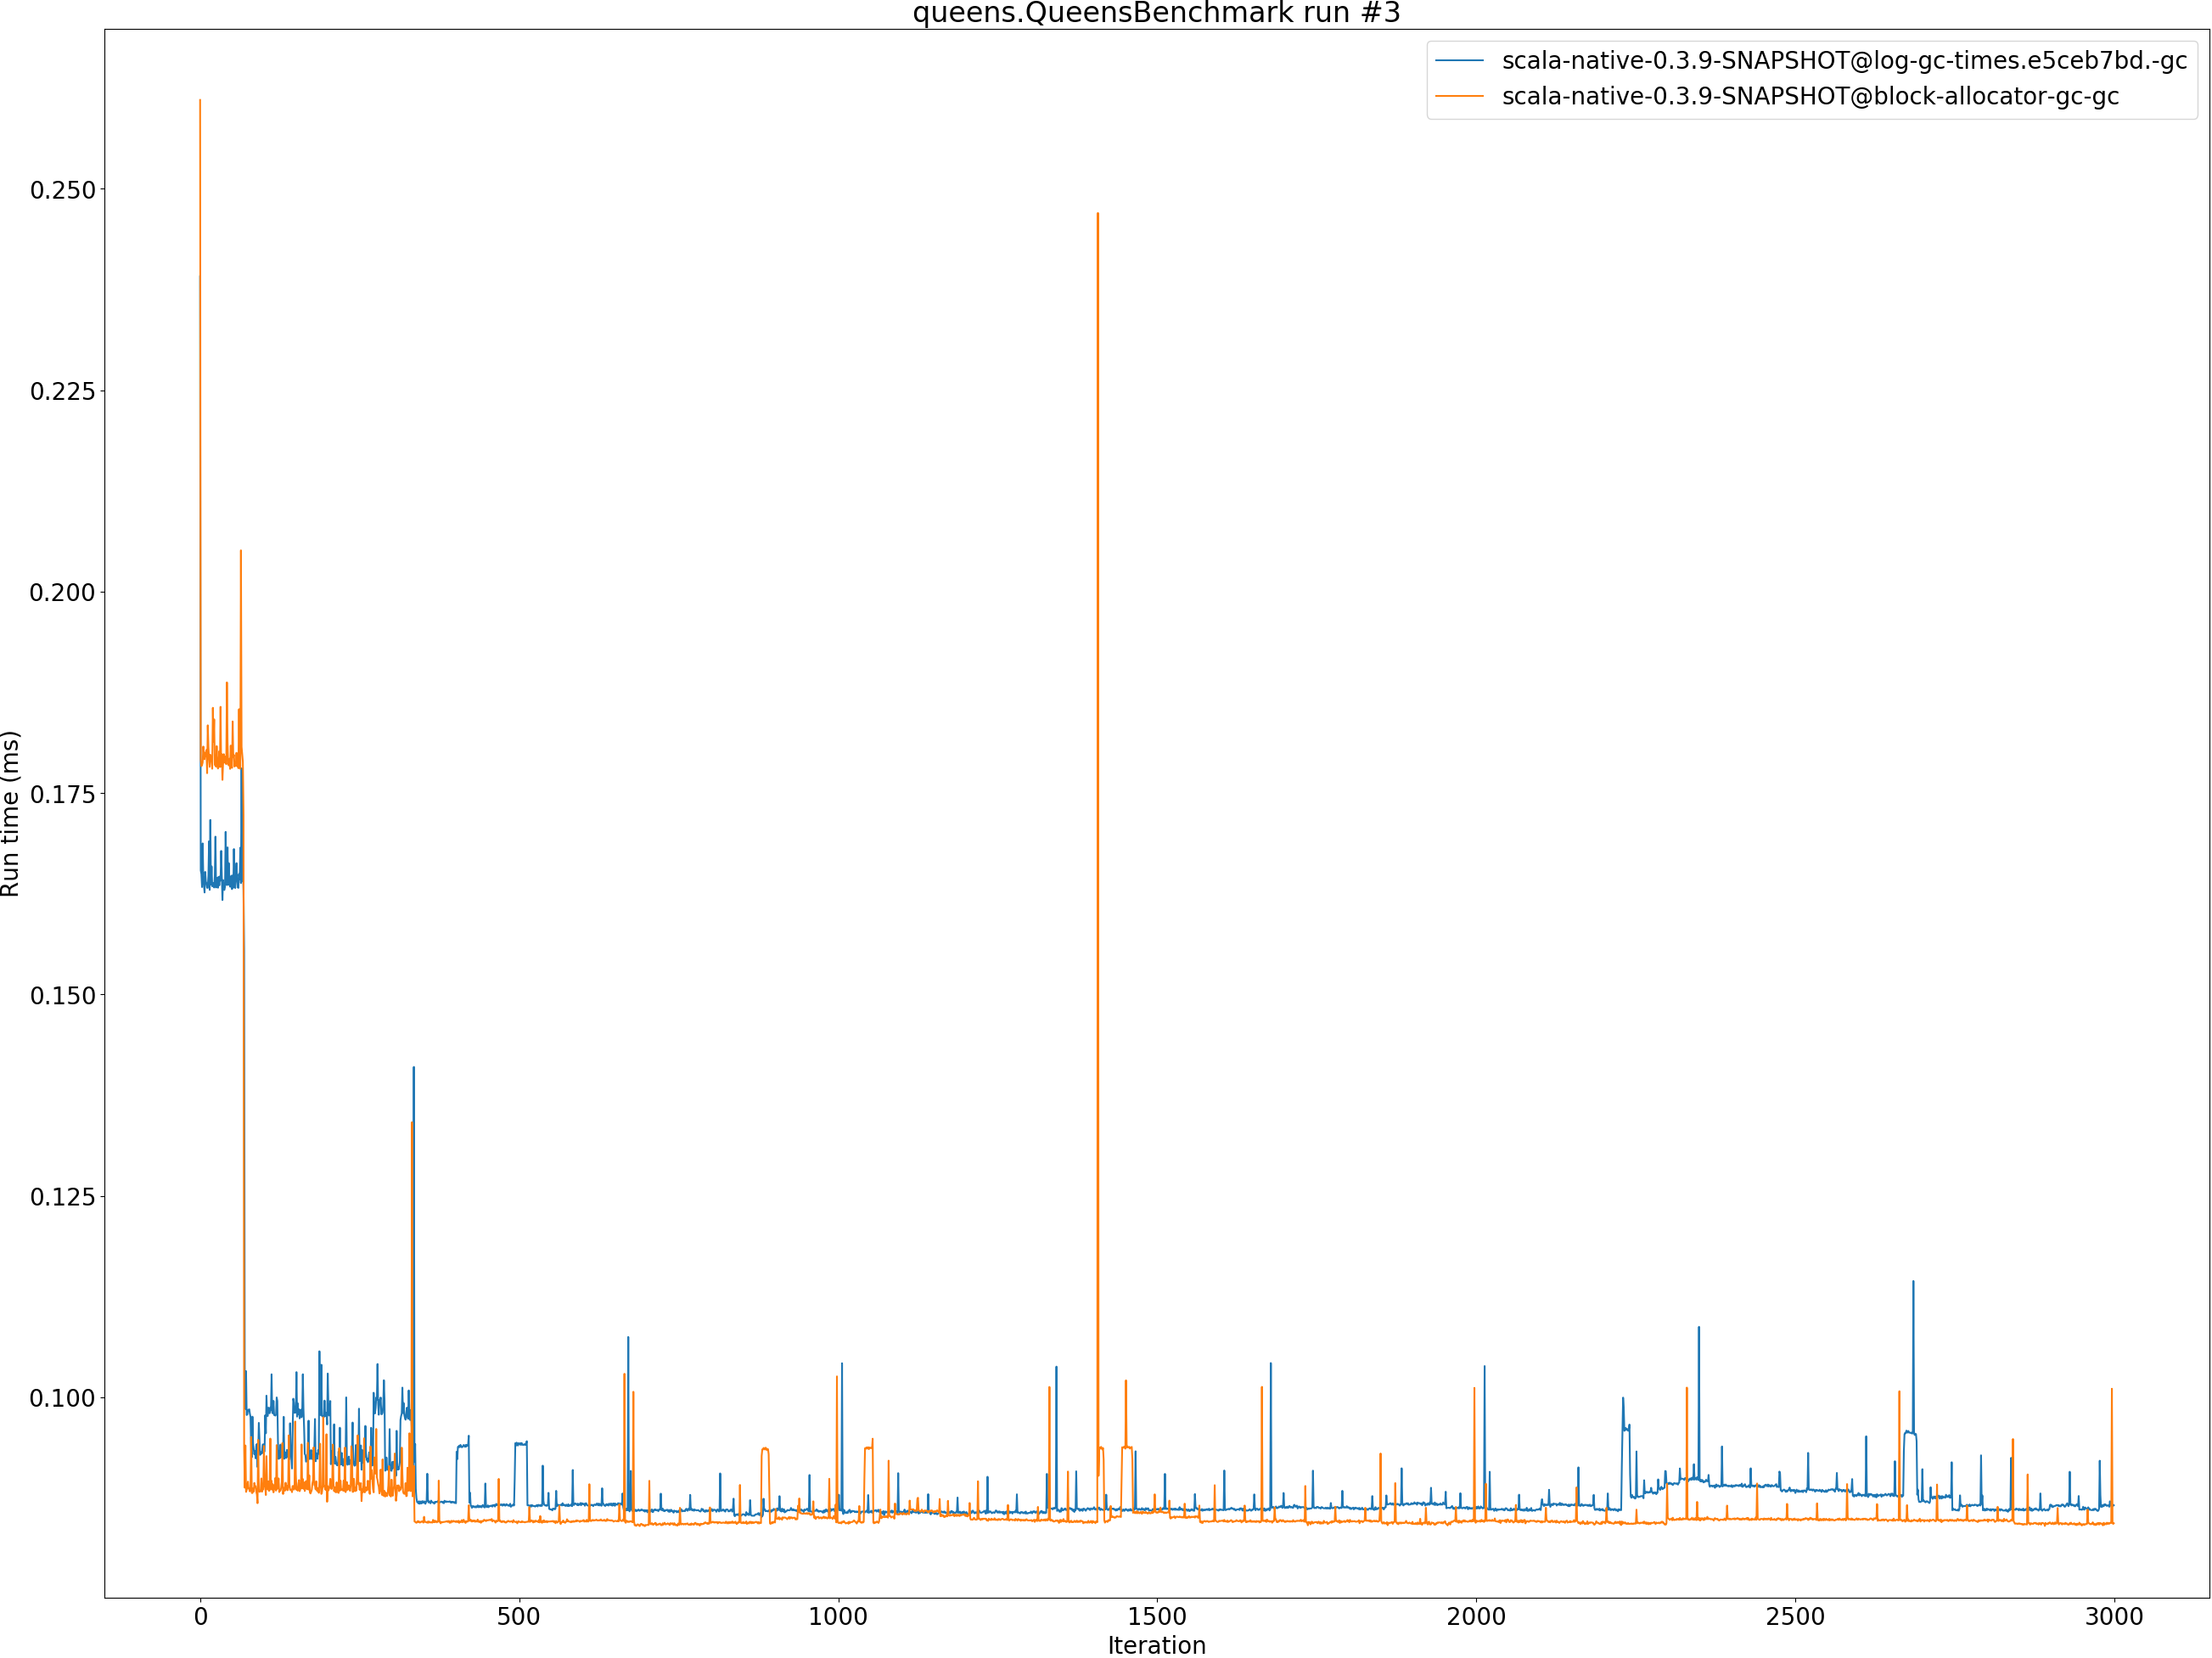 queens.QueensBenchmark run #3
scala-native-0.3.9-SNAPSHOT@log-gc-times.e5ceb7bd.-gc
scala-native-0.3.9-SNAPSHOT@block-allocator-gc-gc
Run time (ms)
0.250
0.225
0.200
0.175
0.150
0.125
0.100
0 500 1000 1500 2000 2500 3000
Iteration